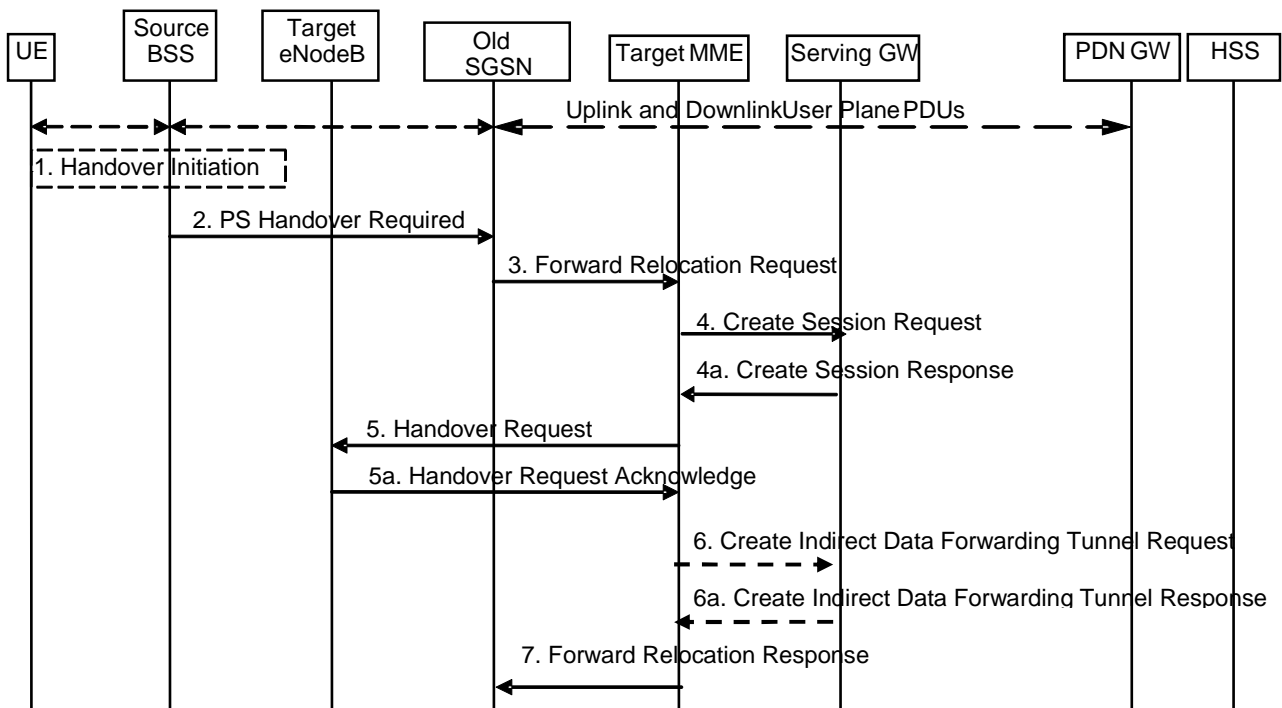 UE
Source
BSS
Target
eNodeB
Old
SGSN
Target MME
Serving GW
PDN GW
HSS
Uplink and DownlinkUser Plane PDUs
1. Handover Initiation
2. PS Handover Required
3. Forward Relocation Request
4. Create Session Request
4a. Create Session Response
5. Handover Request
5a. Handover Request Acknowledge
6. Create Indirect Data Forwarding Tunnel Request
6a. Create Indirect Data Forwarding Tunnel Response
7. Forward Relocation Response